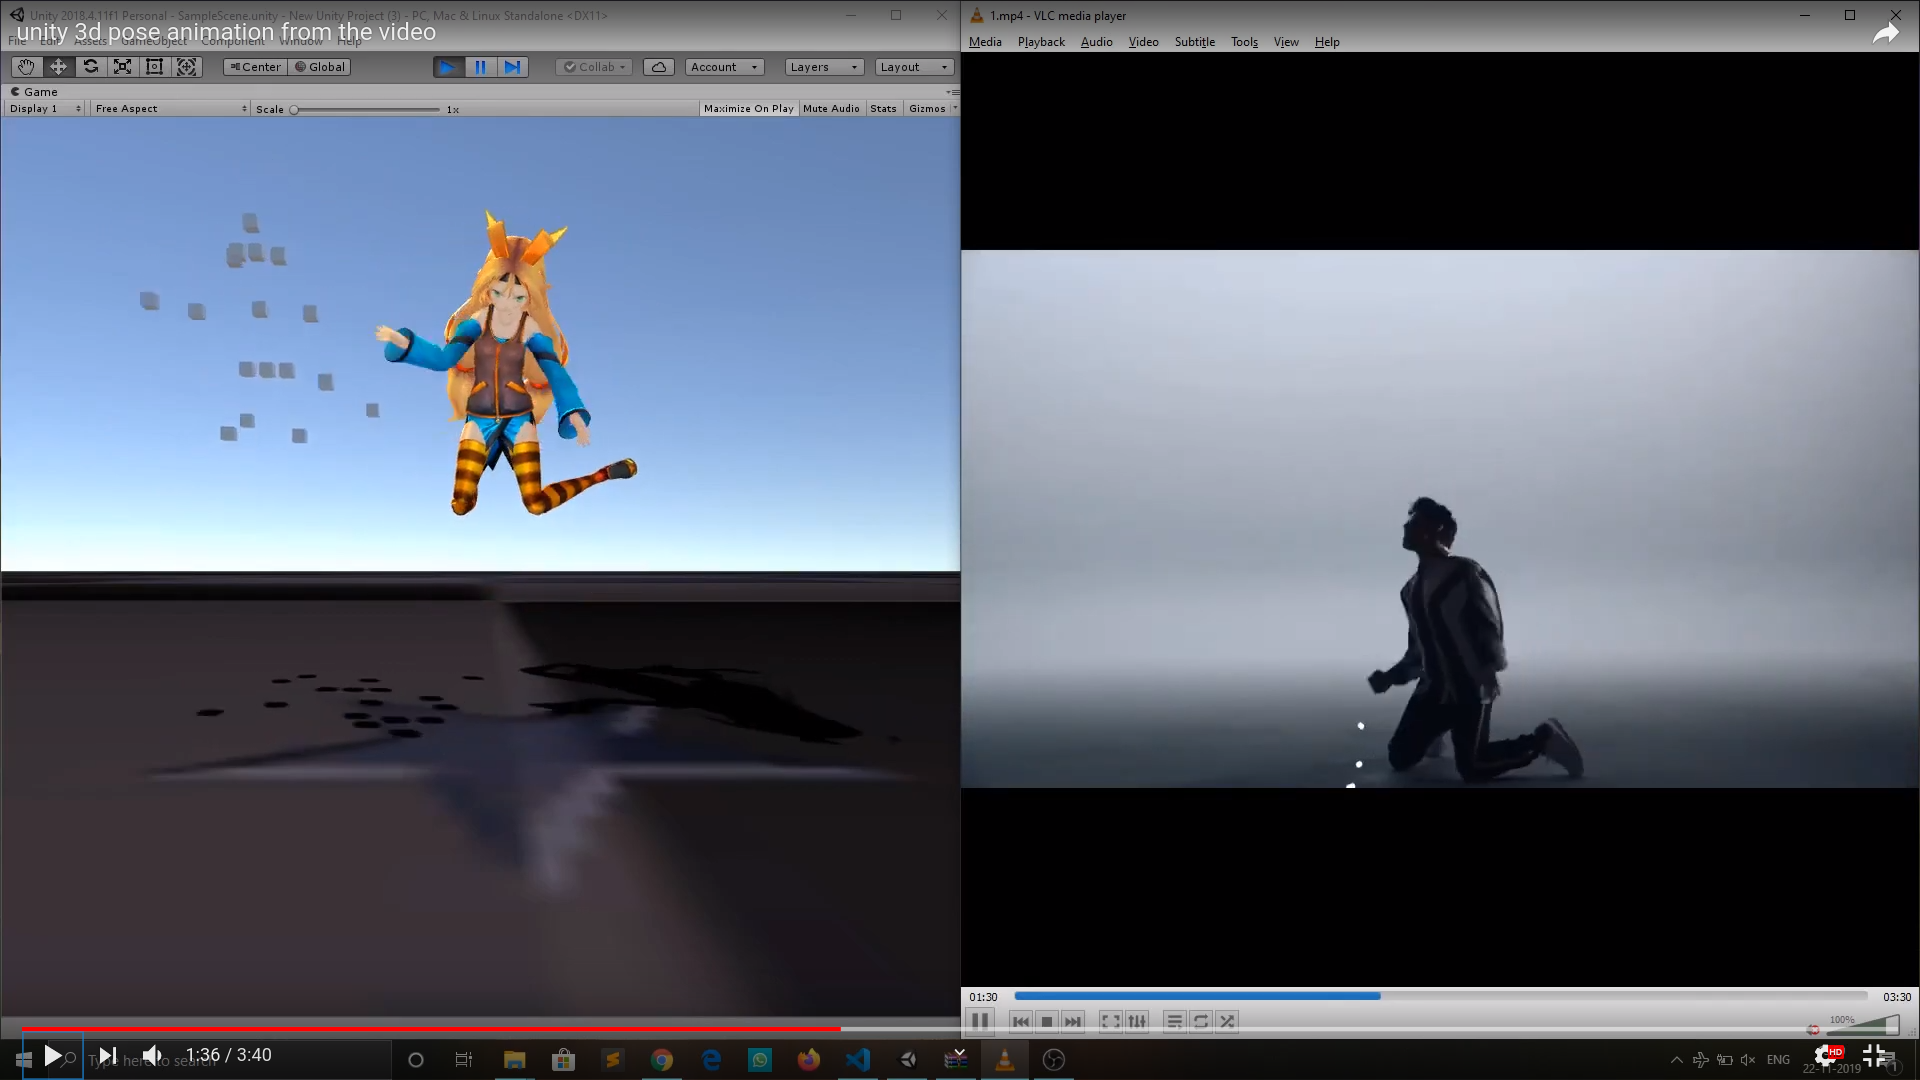 Unity 2018.4.11f1 Personal - SampleScene.unity - New Unity Project (3) - PC, Mac & Linux Standalone <DX11>
unity 3d pose animation from the video
File Edit Assets GameObject Component Window Help
Center Global Collab Account Layers Layout
Game
Display 1 Free Aspect Scale 1x Maximize On Play Mute Audio Stats Gizmos
1.mp4 - VLC media player
Media Playback Audio Video Subtitle Tools View Help
01:30 03:30
100%
1:36 / 3:40
Type here to search
ENG
HD
22-11-2019
1